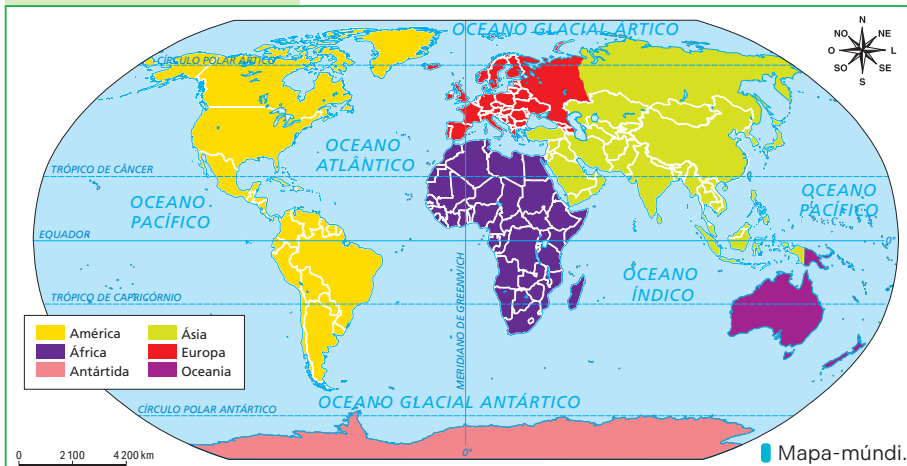 OCEANO GLACIAL ÁRTICO
N
NO NE
O L
SO SE
S
CÍRCULO POLAR ÁRTICO
OCEANO
ATLÂNTICO
TRÓPICO DE CÂNCER
OCEANO
PACÍFICO
OCEANO
PACÍFICO
EQUADOR
0°
OCEANO
ÍNDICO
TRÓPICO DE CAPRICÓRNIO
MERIDIANO DE GREENWICH
América
África
Antártida
Ásia
Europa
Oceania
OCEANO GLACIAL ANTÁRTICO
CÍRCULO POLAR ANTÁRTICO
0°
0 2 100 4 200 km
Mapa-múndi.